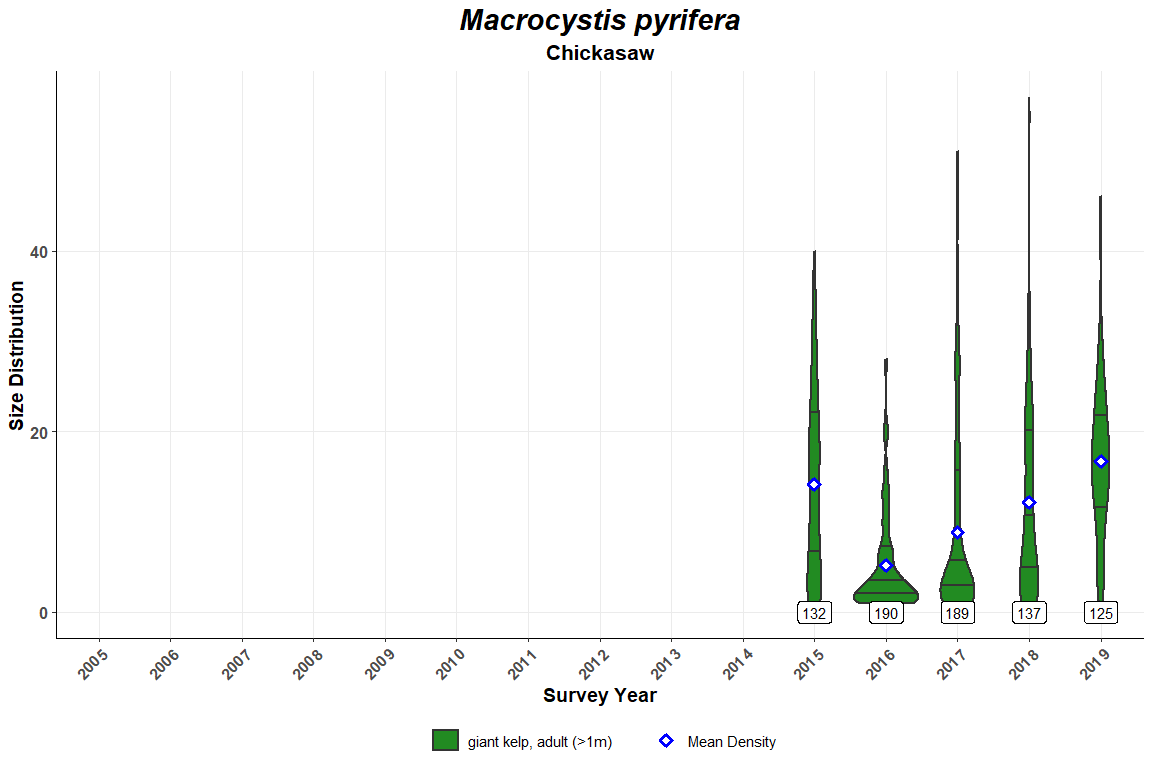 Macrocystis pyrifera
Chickasaw
Size Distribution
40
20
0
132 190 189 137 125
2005 2006 2007 2008 2009 2010 2011 2012 2013 2014 2015 2016 2017 2018 2019
Survey Year
giant kelp, adult (>1m) Mean Density